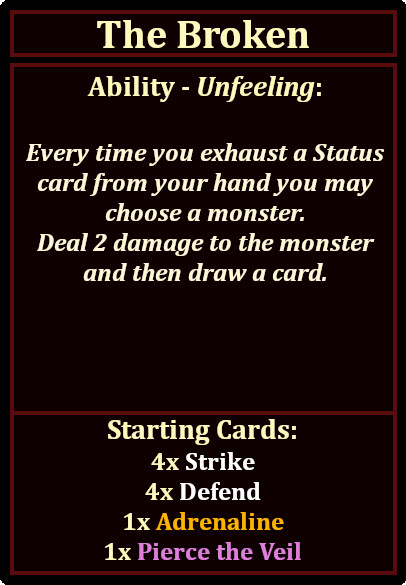 The Broken
Ability - Unfeeling:
Every time you exhaust a Status
card from your hand you may
choose a monster.
Deal 2 damage to the monster
and then draw a card.
Starting Cards:
4x Strike
4x Defend
1x Adrenaline
1x Pierce the Veil